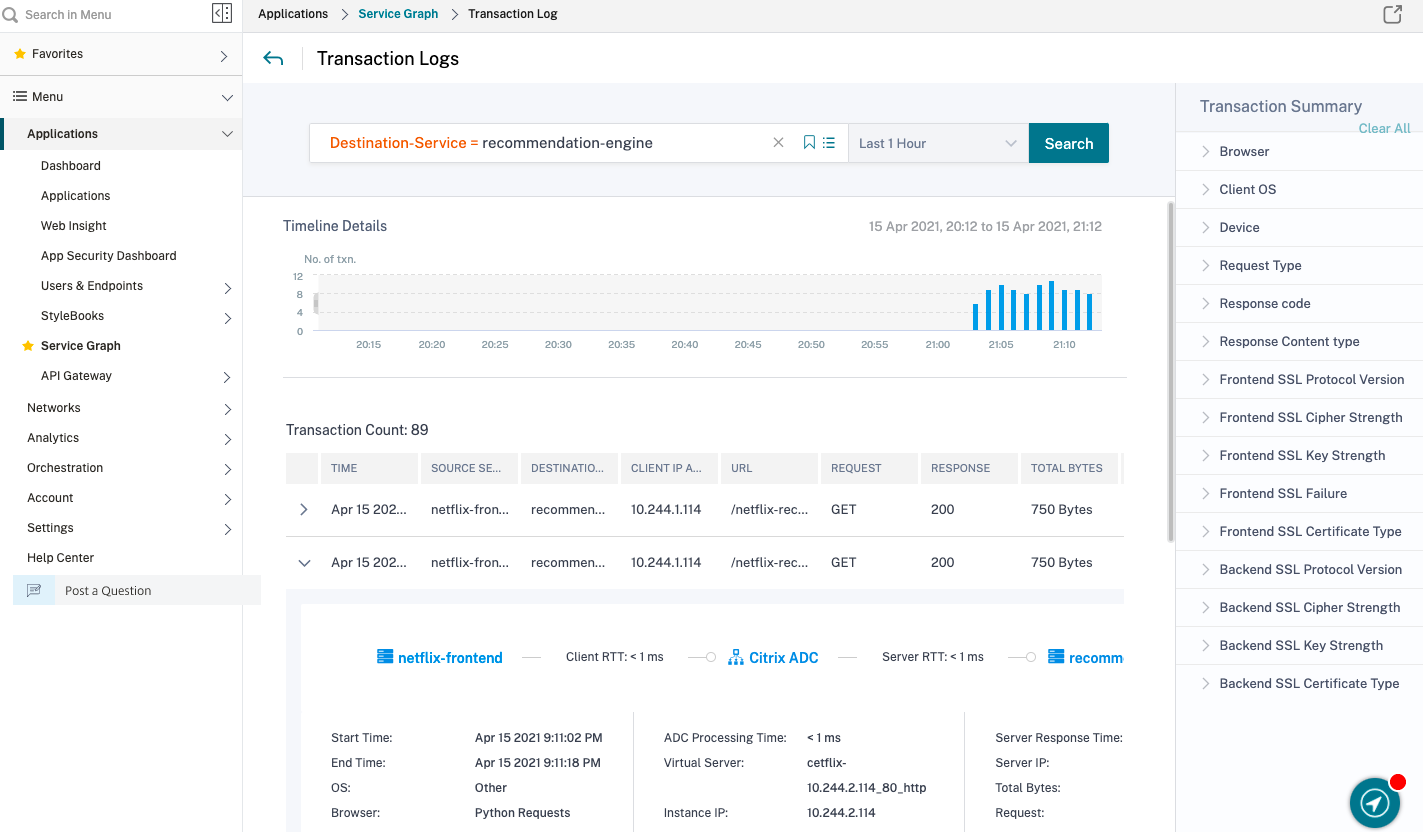 Search in Menu
Favorites
Menu
Applications
Dashboard
Applications
Web Insight
App Security Dashboard
Users & Endpoints
StyleBooks
Service Graph
API Gateway
Networks
Analytics
Orchestration
Account
Settings
Help Center
Post a Question
Applications Service Graph Transaction Log
Transaction Logs
Destination-Service = recommendation-engine
Last 1 Hour
Search
Timeline Details
15 Apr 2021, 20:12 to 15 Apr 2021, 21:12
No. of txn.
12
8
4
0
20:15 20:20 20:25 20:30 20:35 20:40 20:45 20:50 20:55 21:00 21:05 21:10
Transaction Count: 89
TIME SOURCE SE... DESTINATIO... CLIENT IP A... URL REQUEST RESPONSE TOTAL BYTES
Apr 15 202... netflix-fron... recommen... 10.244.1.114 /netflix-rec... GET 200 750 Bytes
Apr 15 202... netflix-fron... recommen... 10.244.1.114 /netflix-rec... GET 200 750 Bytes
netflix-frontend Client RTT: < 1 ms Citrix ADC Server RTT: < 1 ms recomm
Start Time: Apr 15 2021 9:11:02 PM
End Time: Apr 15 2021 9:11:18 PM
OS: Other
Browser: Python Requests
ADC Processing Time: < 1 ms
Virtual Server: cetflix-
10.244.2.114_80_http
Instance IP: 10.244.2.114
Server Response Time:
Server IP:
Total Bytes:
Request:
Transaction Summary
Clear All
Browser
Client OS
Device
Request Type
Response code
Response Content type
Frontend SSL Protocol Version
Frontend SSL Cipher Strength
Frontend SSL Key Strength
Frontend SSL Failure
Frontend SSL Certificate Type
Backend SSL Protocol Version
Backend SSL Cipher Strength
Backend SSL Key Strength
Backend SSL Certificate Type